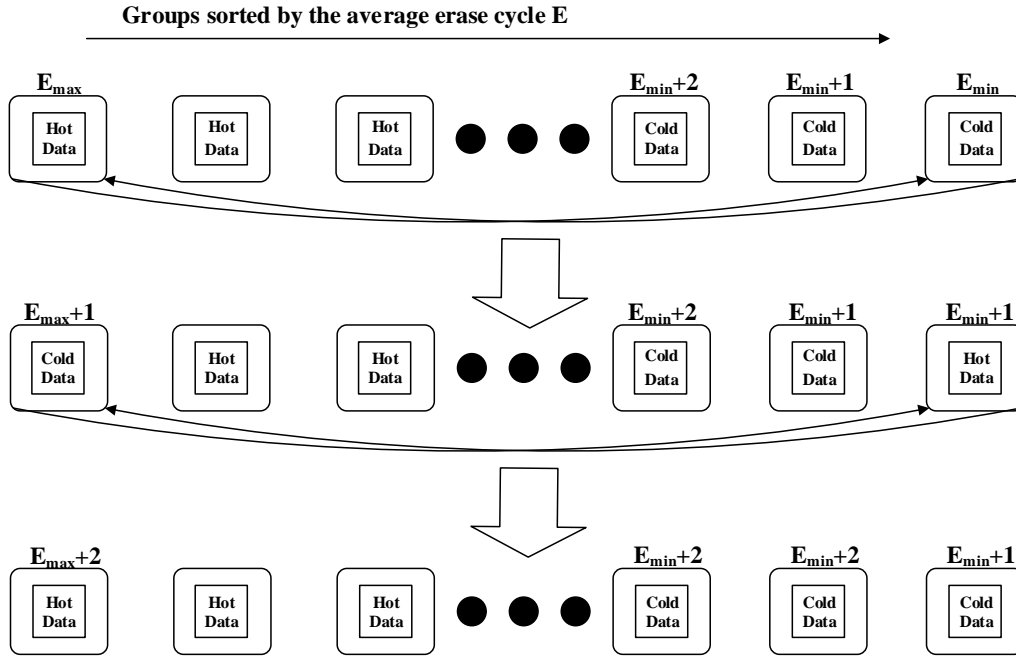 Groups sorted by the average erase cycle E
Emax
Emin+2
Emin+1
Emin
Hot
Data
Hot
Data
Hot
Data
Cold
Data
Cold
Data
Cold
Data
Emax+1
Emin+2
Emin+1
Emin+1
Cold
Data
Hot
Data
Hot
Data
Cold
Data
Cold
Data
Hot
Data
Emax+2
Emin+2
Emin+2
Emin+1
Hot
Data
Hot
Data
Hot
Data
Cold
Data
Cold
Data
Cold
Data